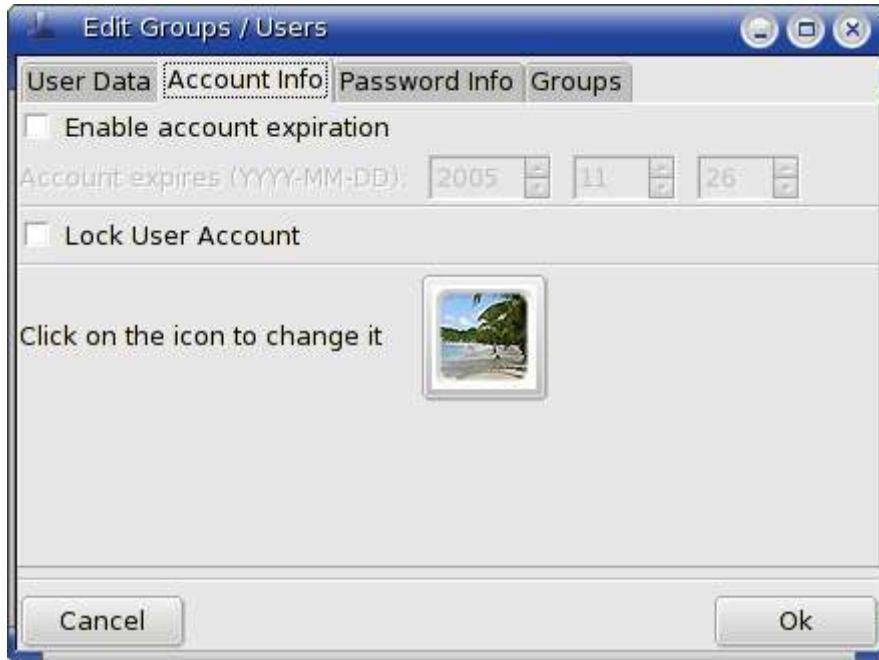 Edit Groups / Users
User Data Account Info Password Info Groups
Enable account expiration
Account expires (YYYY-MM-DD): 2005 11 26
Lock User Account
Click on the icon to change it
Cancel Ok